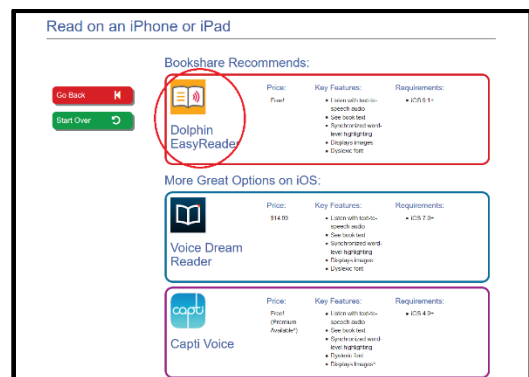 Read on an iPhone or iPad
Bookshare Recommends:
Go Back
Start Over
Dolphin
EasyReader
Price:
Free!
Key Features:
• Listen with text-to-
speech audio
• See book text
• Synchronized word-
level highlighting
• Displays images
• Dyslexic font
Requirements:
More Great Options on iOS:
Voice Dream
Reader
Price:
$14.99
Key Features:
• Listen with text-to-
speech audio
• See book text
• Synchronized word-
level highlighting
• Displays images
• Dyslexic font
Requirements:
• iOS 7.0+
capti
Capti Voice
Price:
Free!
(Premium
Available*)
Key Features:
• Listen with text-to-
speech audio
• See book text
• Synchronized word-
level highlighting
• Dyslexic font
• Displays Images*
Requirements:
• iOS 4.0+